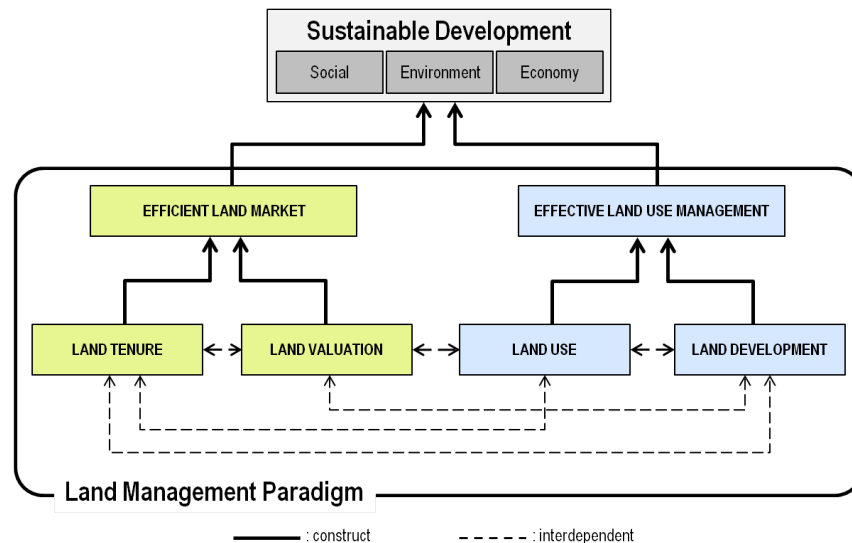 Sustainable Development
Social
Environment
Economy
EFFICIENT LAND MARKET
EFFECTIVE LAND USE MANAGEMENT
LAND TENURE
LAND VALUATION
LAND USE
LAND DEVELOPMENT
Land Management Paradigm
: construct
: interdependent